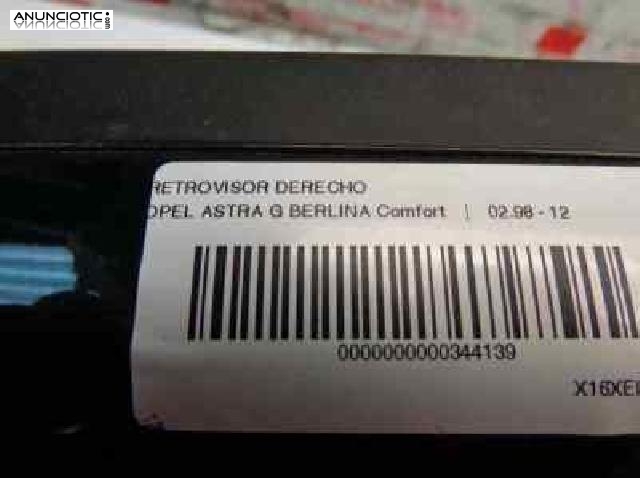 ANUNCIOTIC
RETROVISOR DERECHO
OPEL ASTRA G BERLINA Comfort | 02.98 - 12
0000000000344139